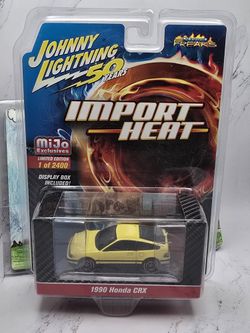 JOHNNY
LIGHTNING
50 YEARS
FREAKS
IMPORT
HEAT
MiJo
Exclusives
LIMITED EDITION
1 of 2400
DISPLAY BOX
INCLUDED!
1990 Honda CRX